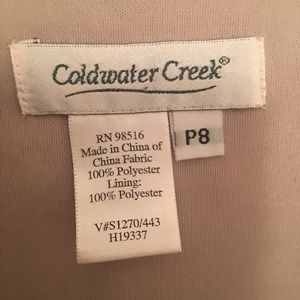 Coldwater Creek®
RN 98516
Made in China of
China Fabric
100% Polyester
Lining:
100% Polyester
V#S1270/443
H19337
P8